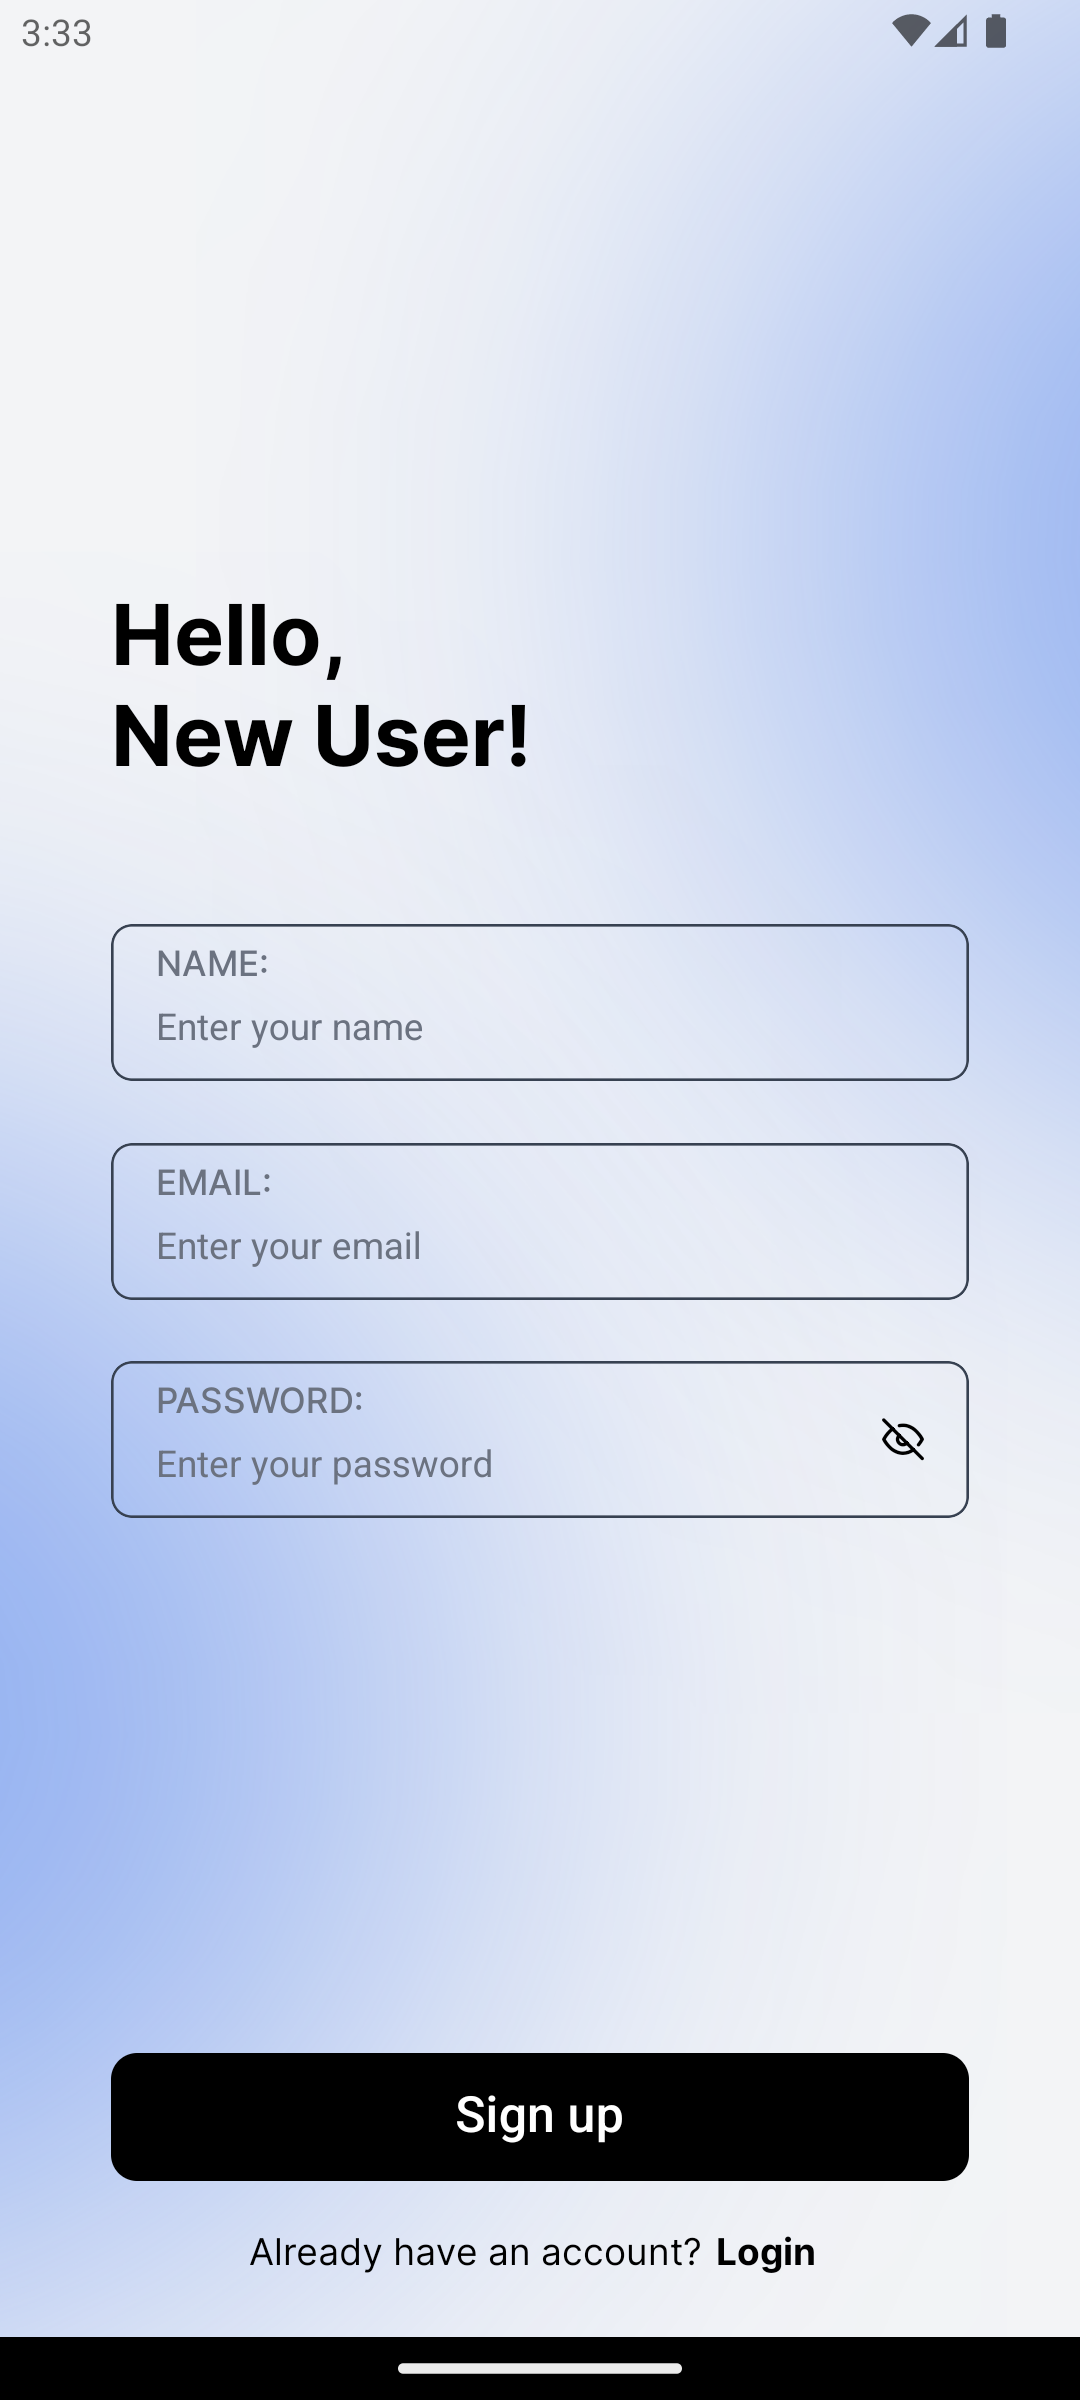 3:33
Hello,
New User!
NAME:
Enter your name
EMAIL:
Enter your email
PASSWORD:
Enter your password
Sign up
Already have an account? Login